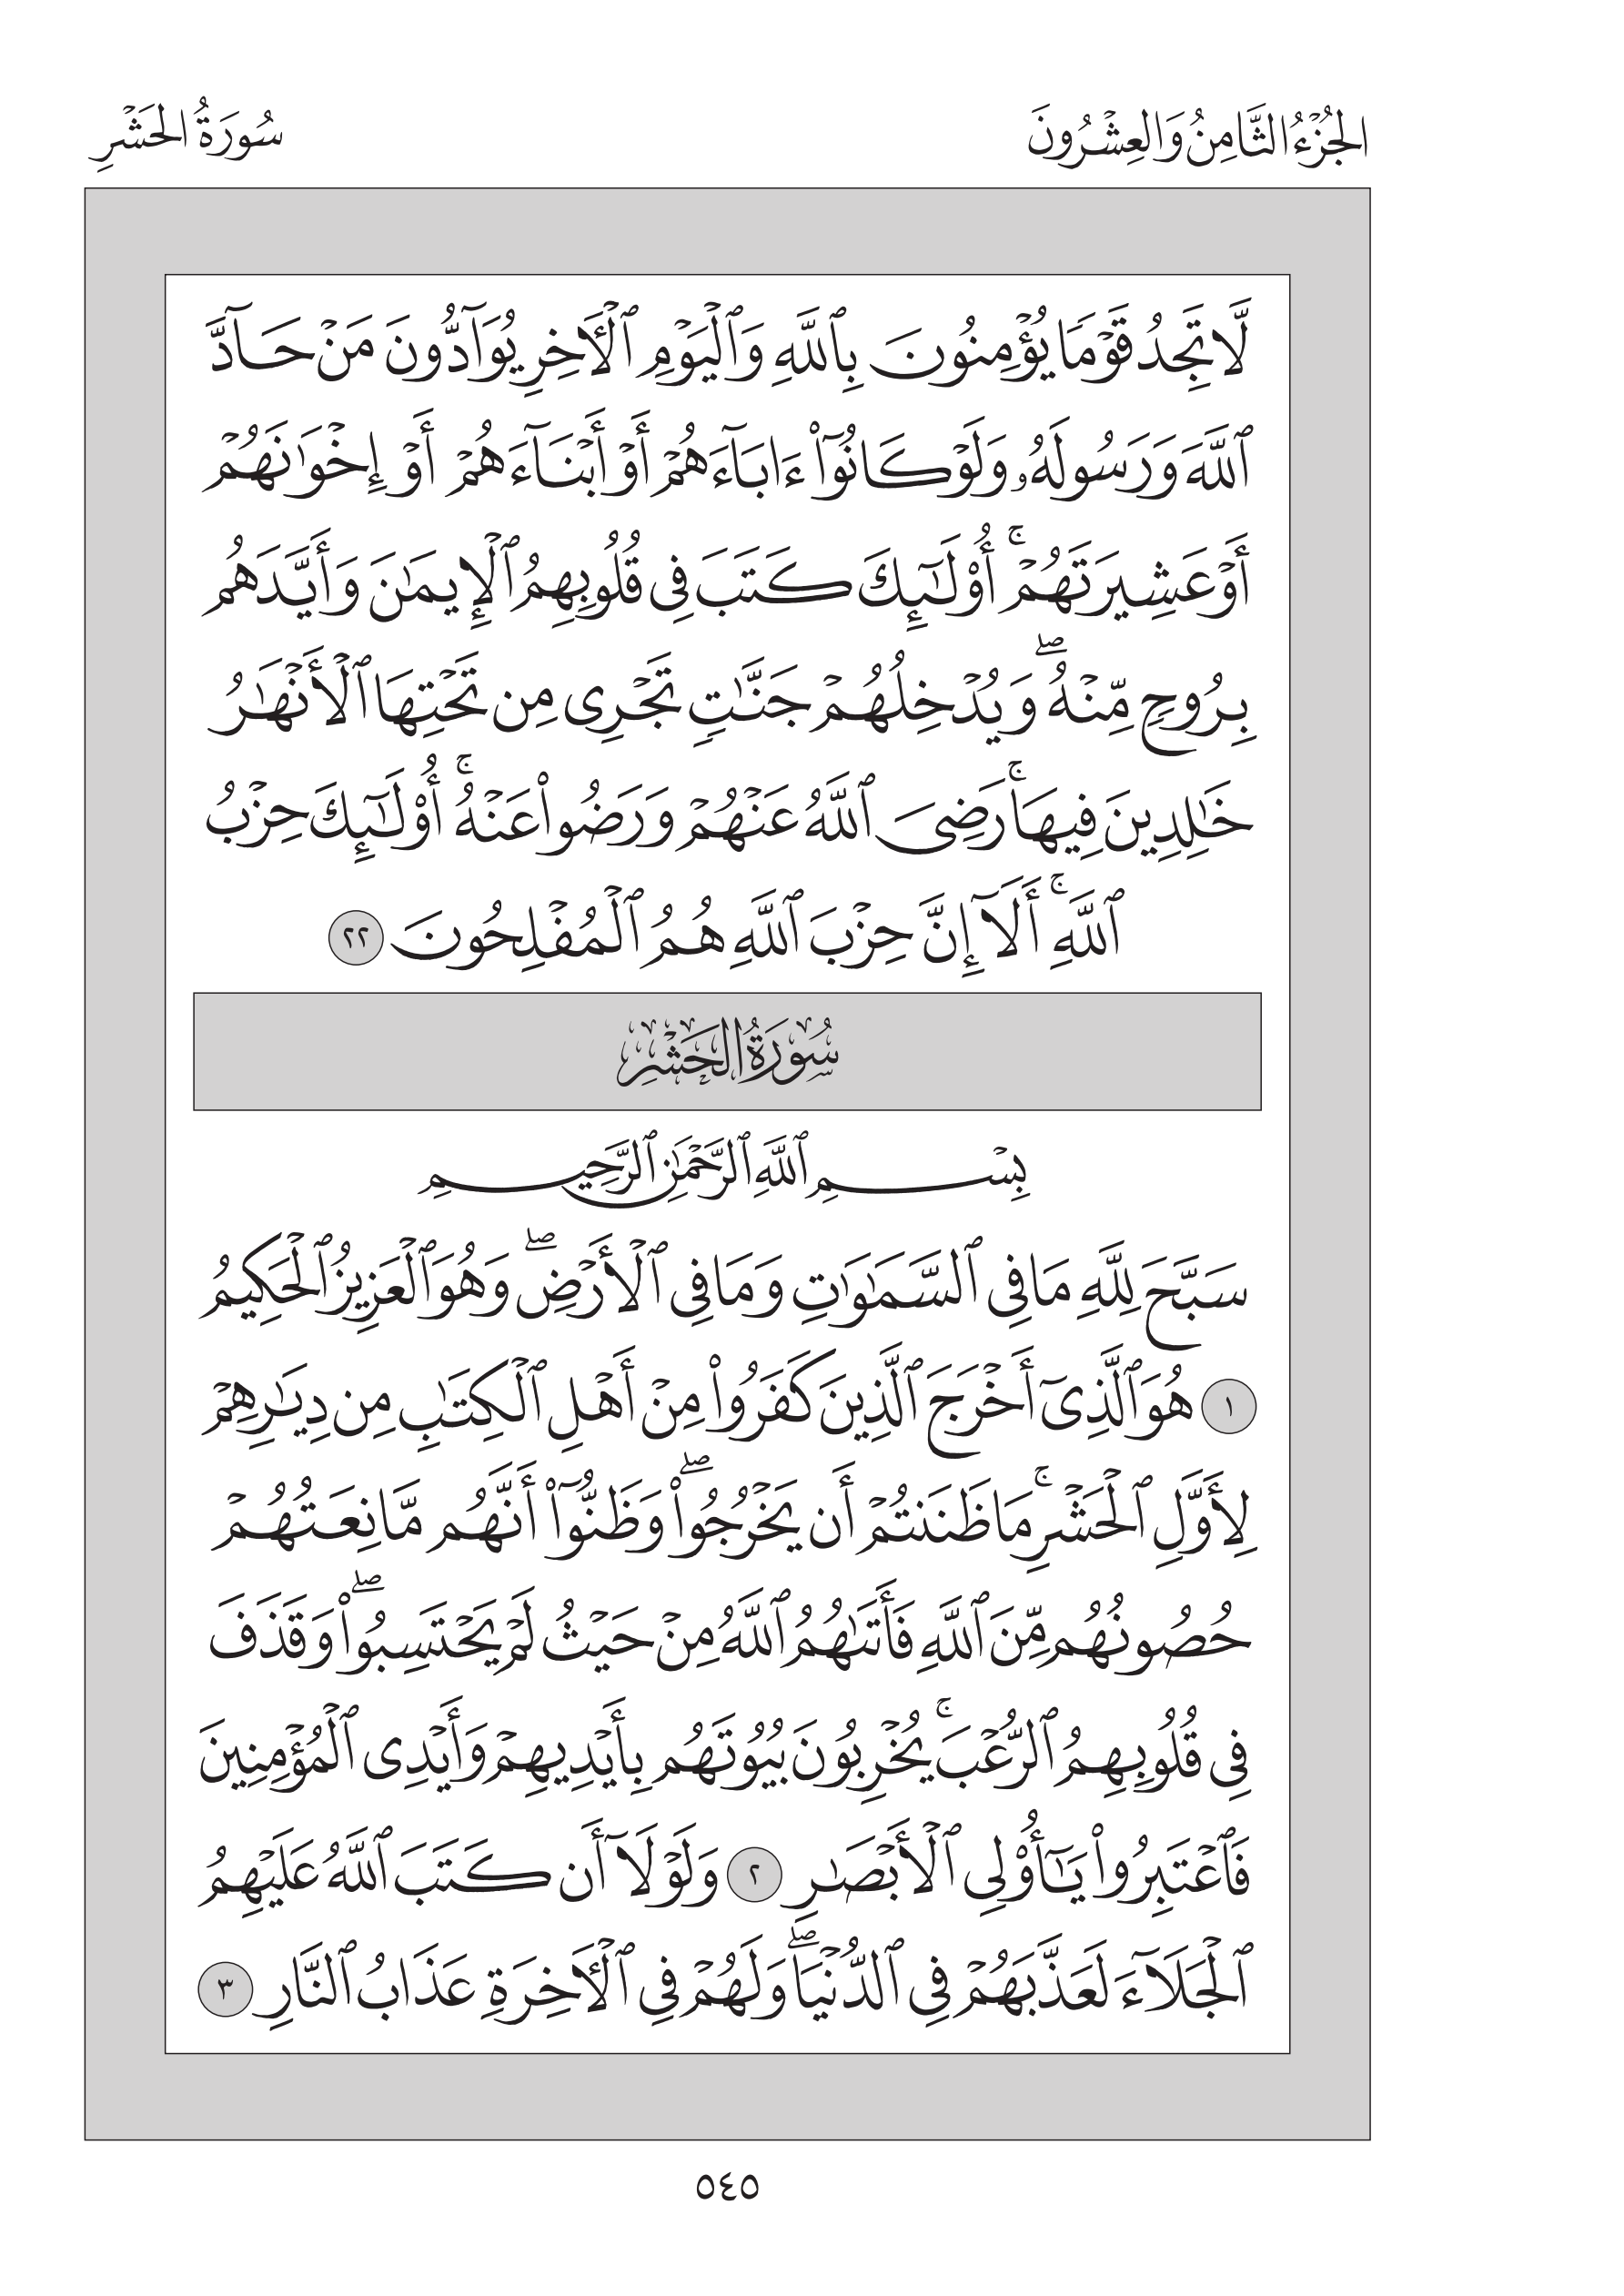 الجُزْءُ الثَّامِنُ وَالعِشْرُونَ
سُورَةُ الحَشْرِ
لَّا تَجِدُ قَوْمًا يُؤْمِنُونَ بِٱللَّهِ وَٱلْيَوْمِ ٱلْأَخِرِ يُوَآدُّونَ مَنْ حَآدَّ
ٱللَّهَ وَرَسُولَهُۥ وَلَوْ كَانُوٓا۟ ءَابَآءَهُمْ أَوْ أَبْنَآءَهُمْ أَوْ إِخْوَٰنَهُمْ
أَوْ عَشِيرَتَهُمْ ۚ أُو۟لَـٰٓئِكَ كَتَبَ فِى قُلُوبِهِمُ ٱلْإِيمَـٰنَ وَأَيَّدَهُم
بِرُوحٍ مِّنْهُ ۖ وَيُدْخِلُهُمْ جَنَّـٰتٍ تَجْرِى مِن تَحْتِهَا ٱلْأَنْهَـٰرُ
خَـٰلِدِينَ فِيهَا ۚ رَضِىَ ٱللَّهُ عَنْهُمْ وَرَضُوا۟ عَنْهُ ۚ أُو۟لَـٰٓئِكَ حِزْبُ
ٱللَّهِ ۚ أَلَآ إِنَّ حِزْبَ ٱللَّهِ هُمُ ٱلْمُفْلِحُونَ ٢٢
سُورَةُ الحَشْرِ
بِسْمِ ٱللَّهِ ٱلرَّحْمَـٰنِ ٱلرَّحِيمِ
سَبَّحَ لِلَّهِ مَا فِى ٱلسَّمَـٰوَٰتِ وَمَا فِى ٱلْأَرْضِ ۖ وَهُوَ ٱلْعَزِيزُ ٱلْحَكِيمُ
١ هُوَ ٱلَّذِىٓ أَخْرَجَ ٱلَّذِينَ كَفَرُوا۟ مِنْ أَهْلِ ٱلْكِتَـٰبِ مِن دِيَـٰرِهِمْ
لِأَوَّلِ ٱلْحَشْرِ ۚ مَا ظَنَنتُمْ أَن يَخْرُجُوا۟ ۖ وَظَنُّوٓا۟ أَنَّهُم مَّانِعَتُهُمْ
حُصُونُهُم مِّنَ ٱللَّهِ فَأَتَىٰهُمُ ٱللَّهُ مِنْ حَيْثُ لَمْ يَحْتَسِبُوا۟ ۖ وَقَذَفَ
فِى قُلُوبِهِمُ ٱلرُّعْبَ ۚ يُخْرِبُونَ بُيُوتَهُم بِأَيْدِيهِمْ وَأَيْدِى ٱلْمُؤْمِنِينَ
فَٱعْتَبِرُوا۟ يَـٰٓأُو۟لِى ٱلْأَبْصَـٰرِ ٢ وَلَوْلَآ أَن كَتَبَ ٱللَّهُ عَلَيْهِمُ
ٱلْجَلَآءَ لَعَذَّبَهُمْ فِى ٱلدُّنْيَا ۖ وَلَهُمْ فِى ٱلْأَخِرَةِ عَذَابُ ٱلنَّارِ ٣
٥٤٥